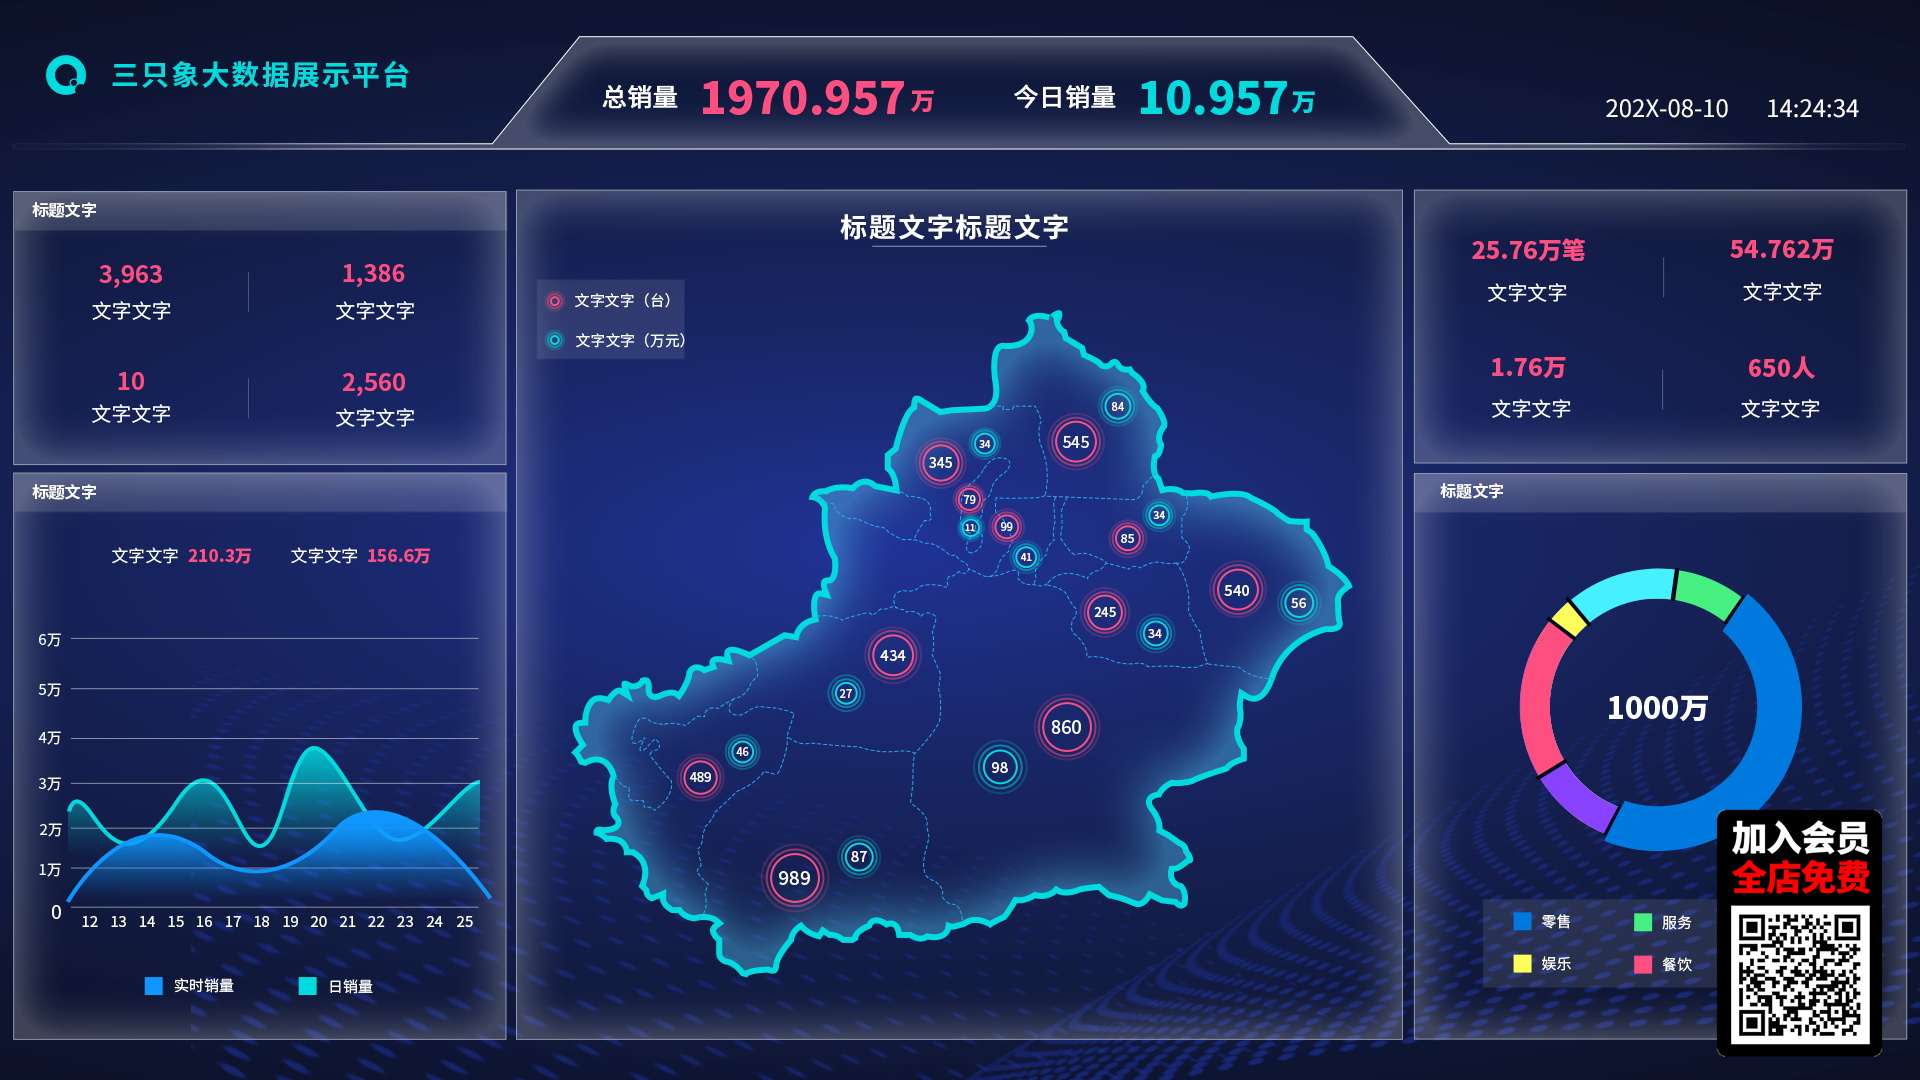 三只象大数据展示平台
总销量 1970.957万
今日销量 10.957万
202X-08-10 14:24:34
标题文字
3,963
文字文字
1,386
文字文字
10
文字文字
2,560
文字文字
标题文字
文字文字 210.3万
文字文字 156.6万
6万
5万
4万
3万
2万
1万
0
12 13 14 15 16 17 18 19 20 21 22 23 24 25
实时销量
日销量
标题文字标题文字
文字文字（台）
文字文字（万元）
84
545
34
345
79
11
99
41
34
85
540
56
245
34
434
27
860
98
46
489
87
989
25.76万笔
文字文字
54.762万
文字文字
1.76万
文字文字
650人
文字文字
标题文字
1000万
零售
服务
娱乐
餐饮
加入会员
全店免费